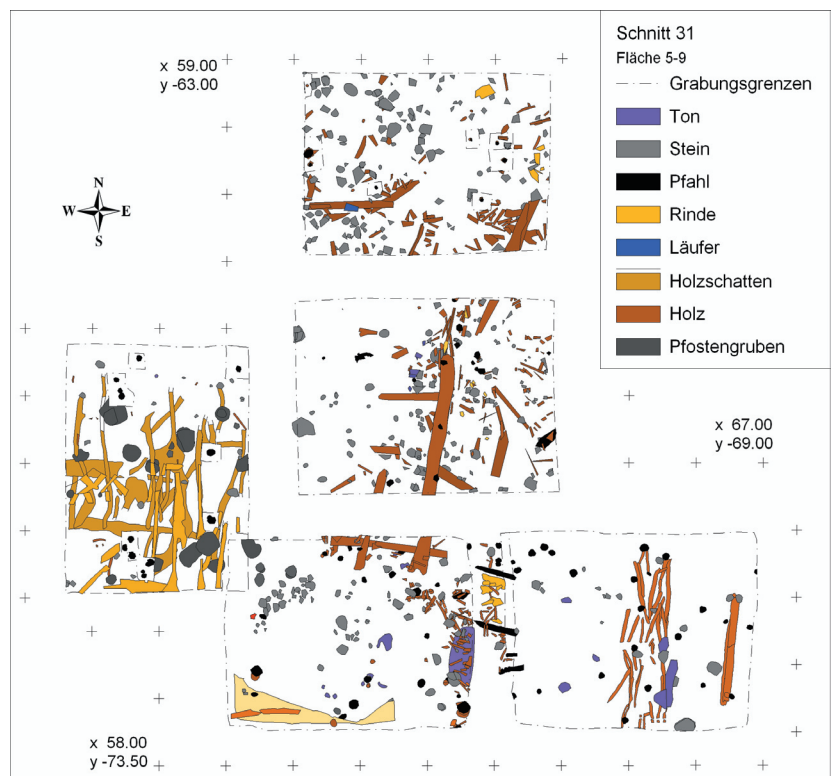 Schnitt 31
Fläche 5-9
Grabungsgrenzen
Ton
Stein
Pfahl
Rinde
Läufer
Holzschatten
Holz
Pfostengruben
x 59.00
y -63.00
N
W E
S
x 67.00
y -69.00
x 58.00
y -73.50